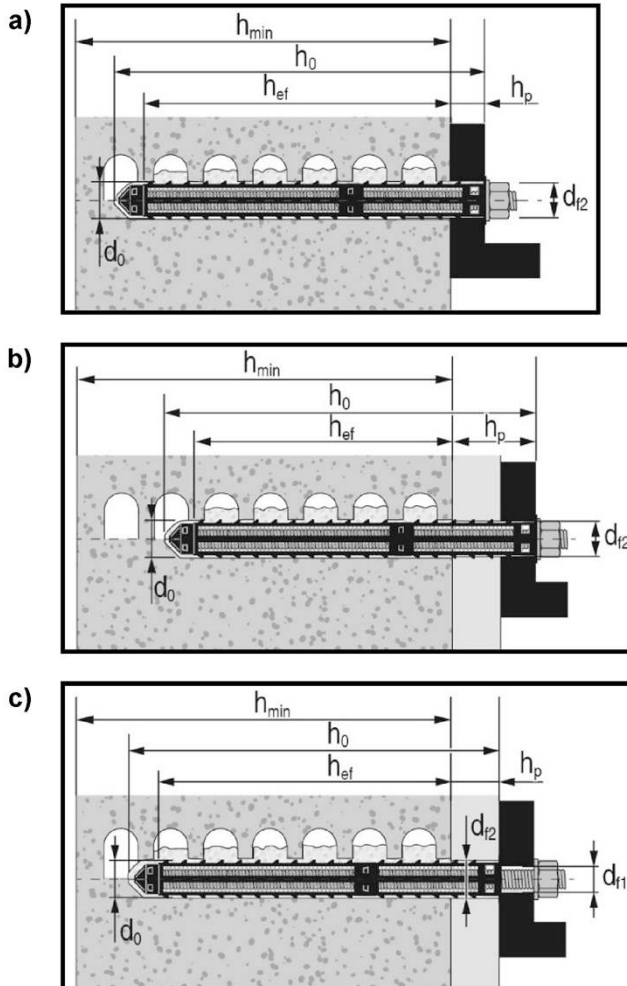 a)
h_min
h_0
h_ef h_p
d_0 d_f2
b)
h_min
h_0
h_ef h_p
d_0 d_f2
c)
h_min
h_0
h_ef h_p
d_f2
d_0 d_f1